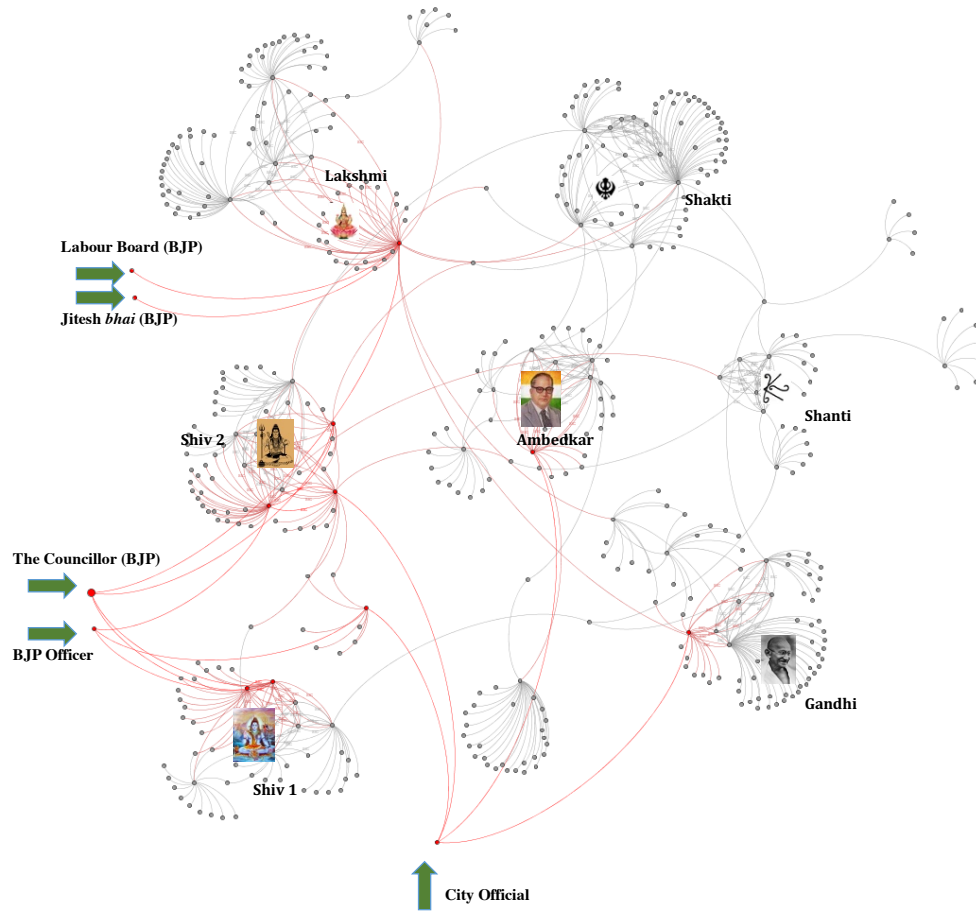 Lakshmi
Shakti
Labour Board (BJP)
Jitesh bhai (BJP)
Shanti
Shiv 2
Ambedkar
The Councillor (BJP)
BJP Officer
Gandhi
Shiv 1
City Official